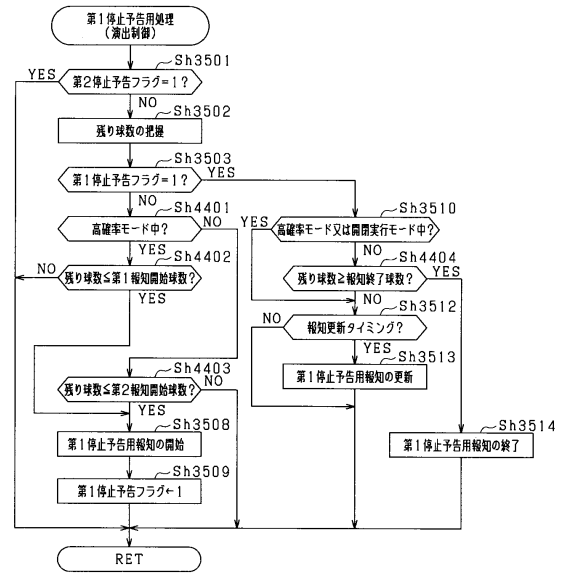 第1停止予告用処理
(演出制御)
Sh3501
YES
第2停止予告フラグ=1?
NO
Sh3502
残り球数の把握
Sh3503
第1停止予告フラグ=1?
YES
NO
Sh4401
高確率モード中?
NO
YES
Sh4402
NO
残り球数≦第1報知開始球数?
YES
Sh4403
残り球数≦第2報知開始球数?
NO
YES
Sh3508
第1停止予告用報知の開始
Sh3509
第1停止予告フラグ←1
RET
Sh3510
YES
高確率モード又は開閉実行モード中?
NO
Sh4404
残り球数≧報知終了球数?
YES
NO
Sh3512
NO
報知更新タイミング?
YES
Sh3513
第1停止予告用報知の更新
Sh3514
第1停止予告用報知の終了